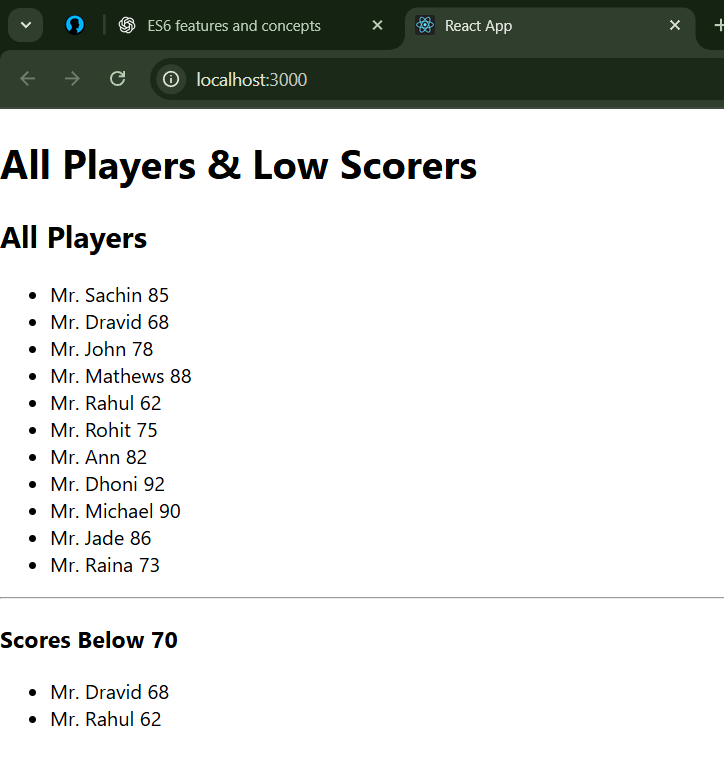 ES6 features and concepts
React App
localhost:3000
All Players & Low Scorers
All Players
Mr. Sachin 85
Mr. Dravid 68
Mr. John 78
Mr. Mathews 88
Mr. Rahul 62
Mr. Rohit 75
Mr. Ann 82
Mr. Dhoni 92
Mr. Michael 90
Mr. Jade 86
Mr. Raina 73
Scores Below 70
Mr. Dravid 68
Mr. Rahul 62